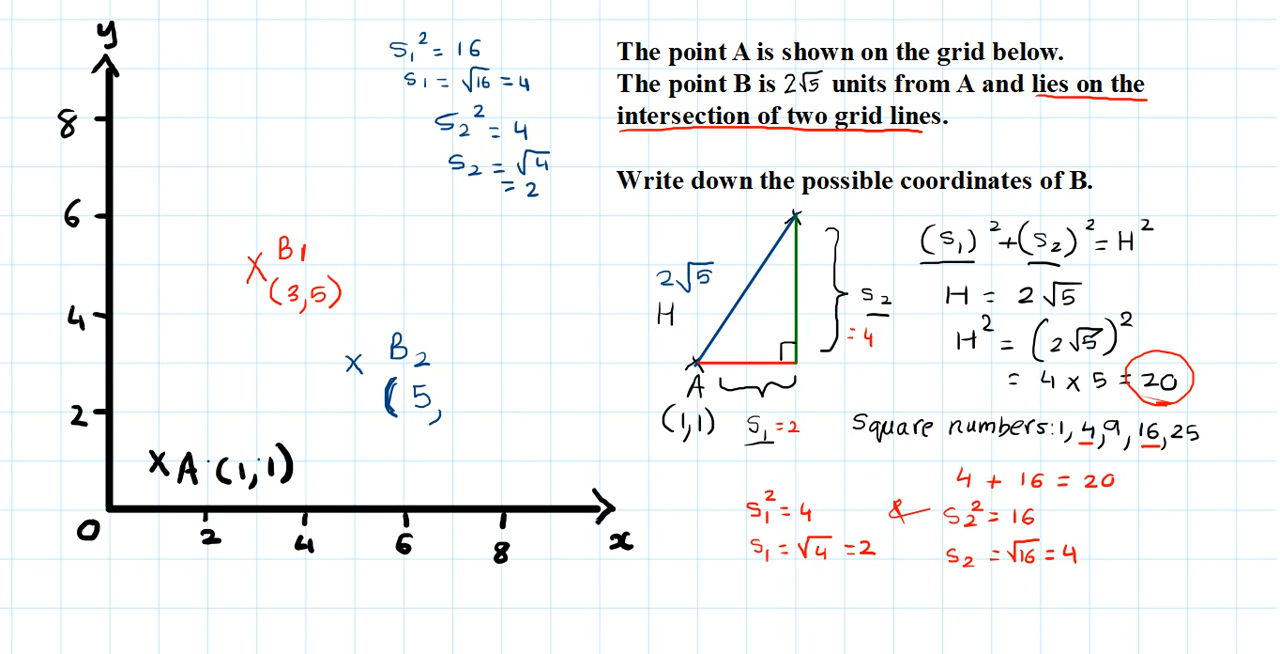 y
8
6
4
2
0
2
4
6
8
x
S₁² = 16
S₁ = √16 = 4
S₂² = 4
S₂ = √4
= 2
X B1
(3,5)
X B2
(5,
X A (1,1)
The point A is shown on the grid below.
The point B is 2√5 units from A and lies on the
intersection of two grid lines.
Write down the possible coordinates of B.
2√5
H
A
(1,1)
S₁ = 2
S₂
= 4
(S₁)² + (S₂)² = H²
H = 2√5
H² = (2√5)²
= 4 x 5 = 20
Square numbers: 1, 4, 9, 16, 25
4 + 16 = 20
S₁² = 4 & S₂² = 16
S₁ = √4 = 2 S₂ = √16 = 4